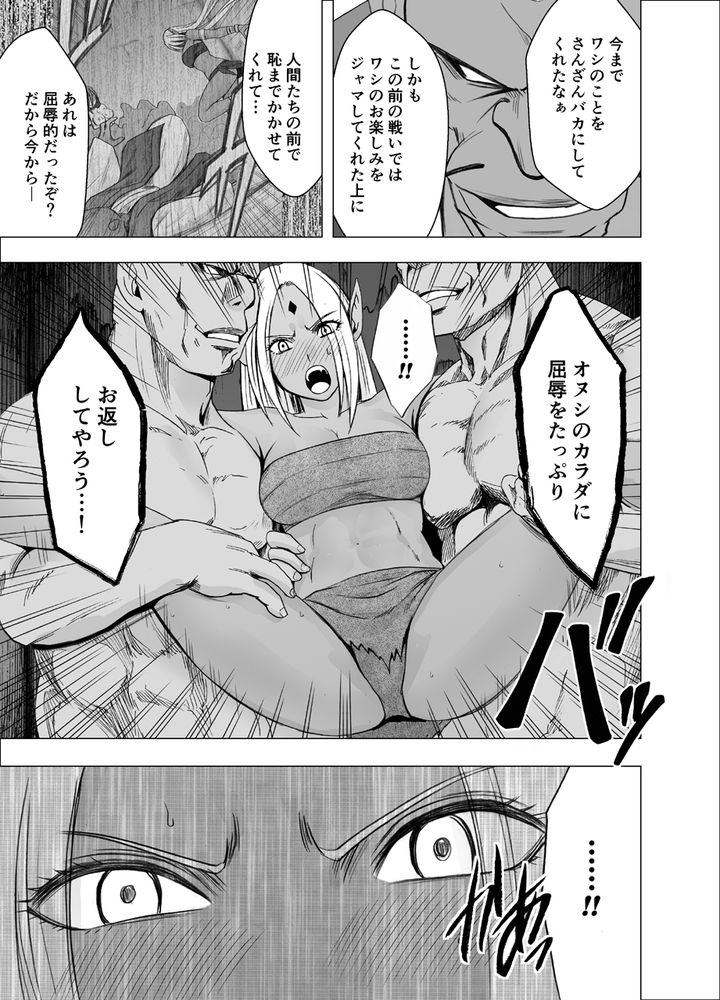 今まで
ワシのことを
さんざんバカにして
くれたなぁ
しかも
この前の戦いでは
ワシのお楽しみを
ジャマしてくれた上に
人間たちの前で
恥までかかせて
くれて…
あれは
屈辱的だったぞ?
だから今から―
オヌシのカラダに
屈辱をたっぷり
……!!
お返し
してやろう…!
バッ
……!!
かあぁっ